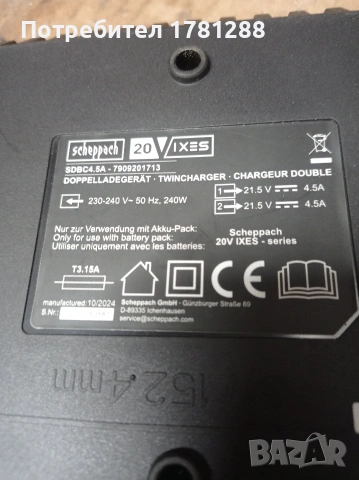 Потребител 1781288
scheppach 20V IXES
SDBC4.5A - 7909201713
DOPPELLADEGERÄT · TWINCHARGER · CHARGEUR DOUBLE
230-240 V~ 50 Hz, 240W
1 21.5 V 4.5A
2 21.5 V 4.5A
Nur zur Verwendung mit Akku-Pack:
Only for use with battery pack:
Utiliser uniquement avec les batteries:
Scheppach
20V IXES - series
T3.15A
CE
manufactured: 10/2024
S.Nr.:
Scheppach GmbH · Günzburger Straße 69
D-89335 Ichenhausen
service@scheppach.com
152.4mm
BAZAR